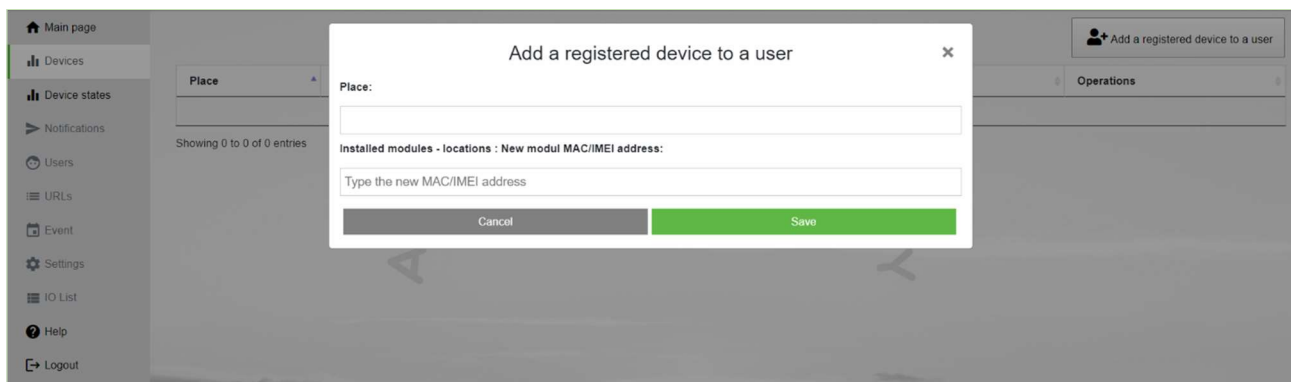 Main page
Devices
Device states
Notifications
Users
URLs
Event
Settings
IO List
Help
Logout
Add a registered device to a user
Place
Operations
Showing 0 to 0 of 0 entries
Add a registered device to a user
×
Place:
Installed modules - locations : New modul MAC/IMEI address:
Type the new MAC/IMEI address
Cancel
Save
A
Y